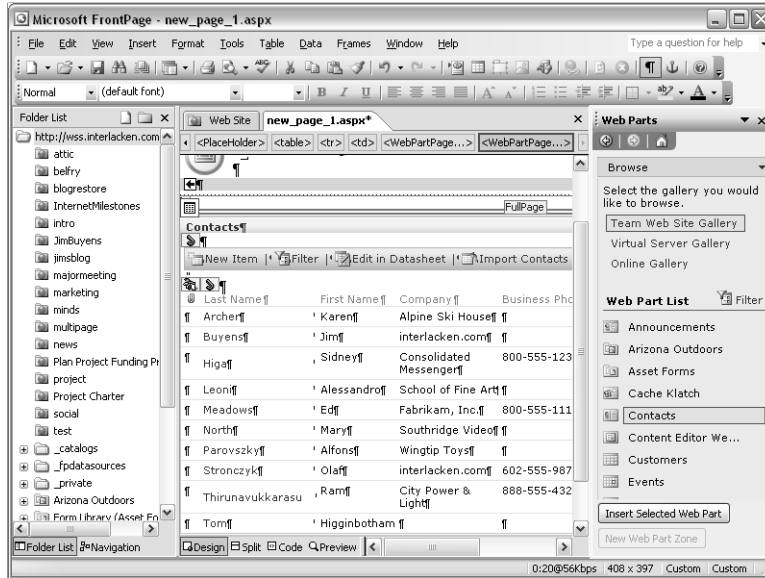 Microsoft FrontPage - new_page_1.aspx
File Edit View Insert Format Tools Table Data Frames Window Help Type a question for help
Normal (default font)
Folder List
http://wss.interlacken.com
attic
belfry
blogrestore
InternetMilestones
intro
JimBuyens
jimsblog
majormeeting
marketing
minds
multipage
news
Plan Project Funding Pr
project
Project Charter
social
test
_catalogs
_fpdatasources
_private
Arizona Outdoors
Form Library (Asset Fo
Folder List Navigation
Web Site new_page_1.aspx*
<PlaceHolder> <table> <tr> <td> <WebPartPage...> <WebPartPage...>
FullPage
Contacts¶
New Item Filter Edit in Datasheet Import Contacts
Last Name¶ First Name¶ Company¶ Business Pho
¶ Archer¶ Karen¶ Alpine Ski House¶ ¶
¶ Buyens¶ Jim¶ interlacken.com¶ ¶
¶ Higa¶ Sidney¶ Consolidated Messenger¶ 800-555-123
¶ Leoni¶ Alessandro¶ School of Fine Art¶ ¶
¶ Meadows¶ Ed¶ Fabrikam, Inc.¶ 800-555-111
¶ North¶ Mary¶ Southridge Video¶ ¶
¶ Parovszky¶ Alfons¶ Wingtip Toys¶ ¶
¶ Stronczyk¶ Olaf¶ interlacken.com¶ 602-555-987
¶ Thirunavukkarasu Ram¶ City Power & Light¶ 888-555-432
¶ Tom¶ Higginbotham ¶ ¶
Design Split Code Preview
Web Parts
Browse
Select the gallery you would
like to browse.
Team Web Site Gallery
Virtual Server Gallery
Online Gallery
Web Part List Filter
Announcements
Arizona Outdoors
Asset Forms
Cache Klatch
Contacts
Content Editor We...
Customers
Events
Insert Selected Web Part
New Web Part Zone
0:20@56Kbps 408 x 397 Custom Custom